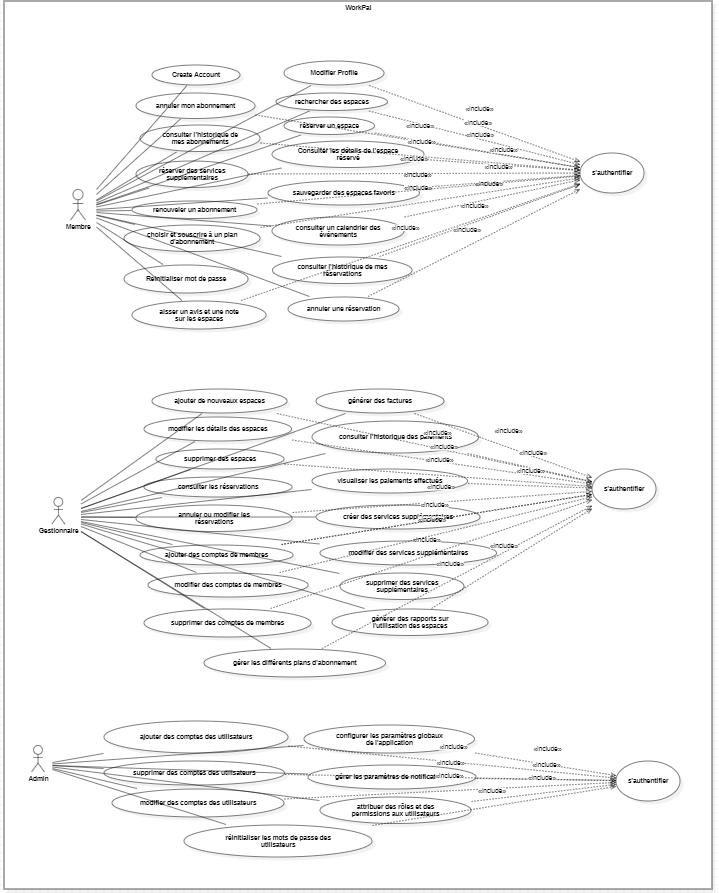 WorkPal
Create Account
Modifier Profile
annuler mon abonnement
rechercher des espaces
«include»
réserver un espace
«include»
«include»
«include»
consulter l'historique de
mes abonnements
Consulter les détails de l'espace
réservé
«include»
«include»
«include»
réserver des services
supplémentaires
«include»
«include»
s'authentifier
sauvegarder des espaces favoris
«include»
«include»
Membre
renouveler un abonnement
«include»
choisir et souscrire à un plan
d'abonnement
consulter un calendrier des
événements
«include»
«include»
Réinitialiser mot de passe
consulter l'historique de mes
réservations
aisser un avis et une note
sur les espaces
annuler une réservation
ajouter de nouveaux espaces
générer des factures
modifier les détails des espaces
consulter l'historique des paiements
«include»
«include»
«include»
supprimer des espaces
«include»
«include»
consulter les réservations
visualiser les paiements effectués
«include»
«include»
s'authentifier
annuler ou modifier les
réservations
créer des services supplémentaires
«include»
«include»
Gestionnaire
ajouter des comptes de membres
modifier des services supplémentaires
«include»
«include»
modifier des comptes de membres
supprimer des services
supplémentaires
«include»
supprimer des comptes de membres
générer des rapports sur
l'utilisation des espaces
gérer les différents plans d'abonnement
ajouter des comptes des utilisateurs
configurer les paramètres globaux
de l'application
«include»
«include»
«include»
«include»
Admin
supprimer des comptes des utilisateurs
gérer les paramètres de notificat
«include»
«include»
s'authentifier
modifier des comptes des utilisateurs
attribuer des rôles et des
permissions aux utilisateurs
«include»
réinitialiser les mots de passe des
utilisateurs